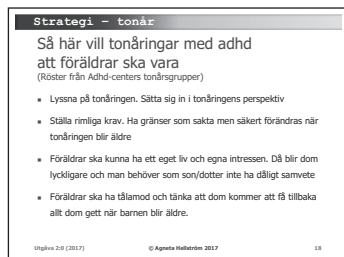 Strategi – tonår
Så här vill tonåringar med adhd
att föräldrar ska vara
(Röster från Adhd-centers tonårsgrupper)
▪ Lyssna på tonåringen. Sätta sig in i tonåringens perspektiv
▪ Ställa rimliga krav. Ha gränser som sakta men säkert förändras när
tonåringen blir äldre
▪ Föräldrar ska kunna ha ett eget liv och egna intressen. Då blir dom
lyckligare och man behöver som son/dotter inte ha dåligt samvete
▪ Föräldrar ska ha tålamod och tänka att dom kommer att få tillbaka
allt dom gett när barnen blir äldre.
Utgåva 2:0 (2017) © Agneta Hellström 2017 18